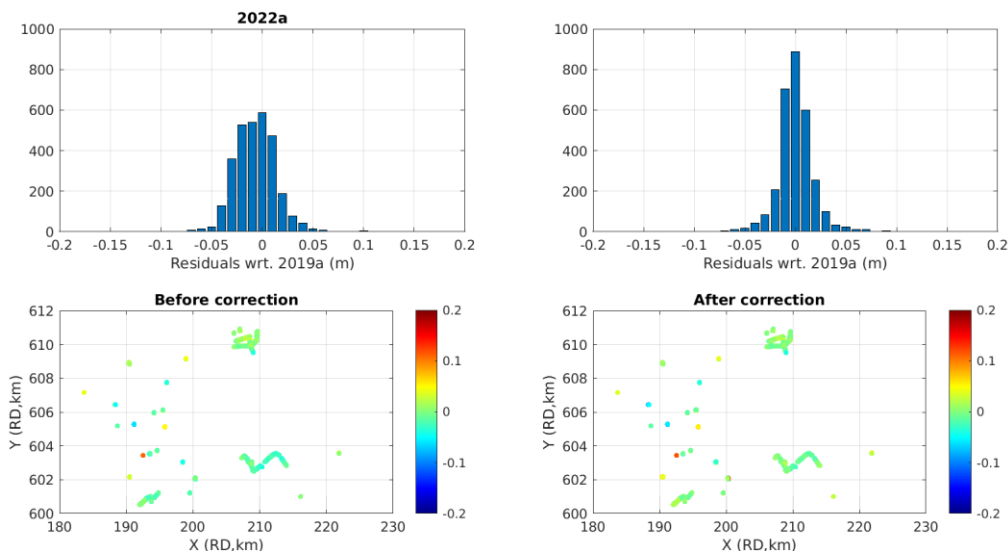 2022a
1000
800
600
400
200
0
-0.2 -0.15 -0.1 -0.05 0 0.05 0.1 0.15 0.2
Residuals wrt. 2019a (m)
1000
800
600
400
200
0
-0.2 -0.15 -0.1 -0.05 0 0.05 0.1 0.15 0.2
Residuals wrt. 2019a (m)
Before correction
612
610
608
606
604
602
600
Y (RD,km)
180 190 200 210 220 230
X (RD,km)
0.2
0.1
0
-0.1
-0.2
After correction
612
610
608
606
604
602
600
Y (RD,km)
180 190 200 210 220 230
X (RD,km)
0.2
0.1
0
-0.1
-0.2